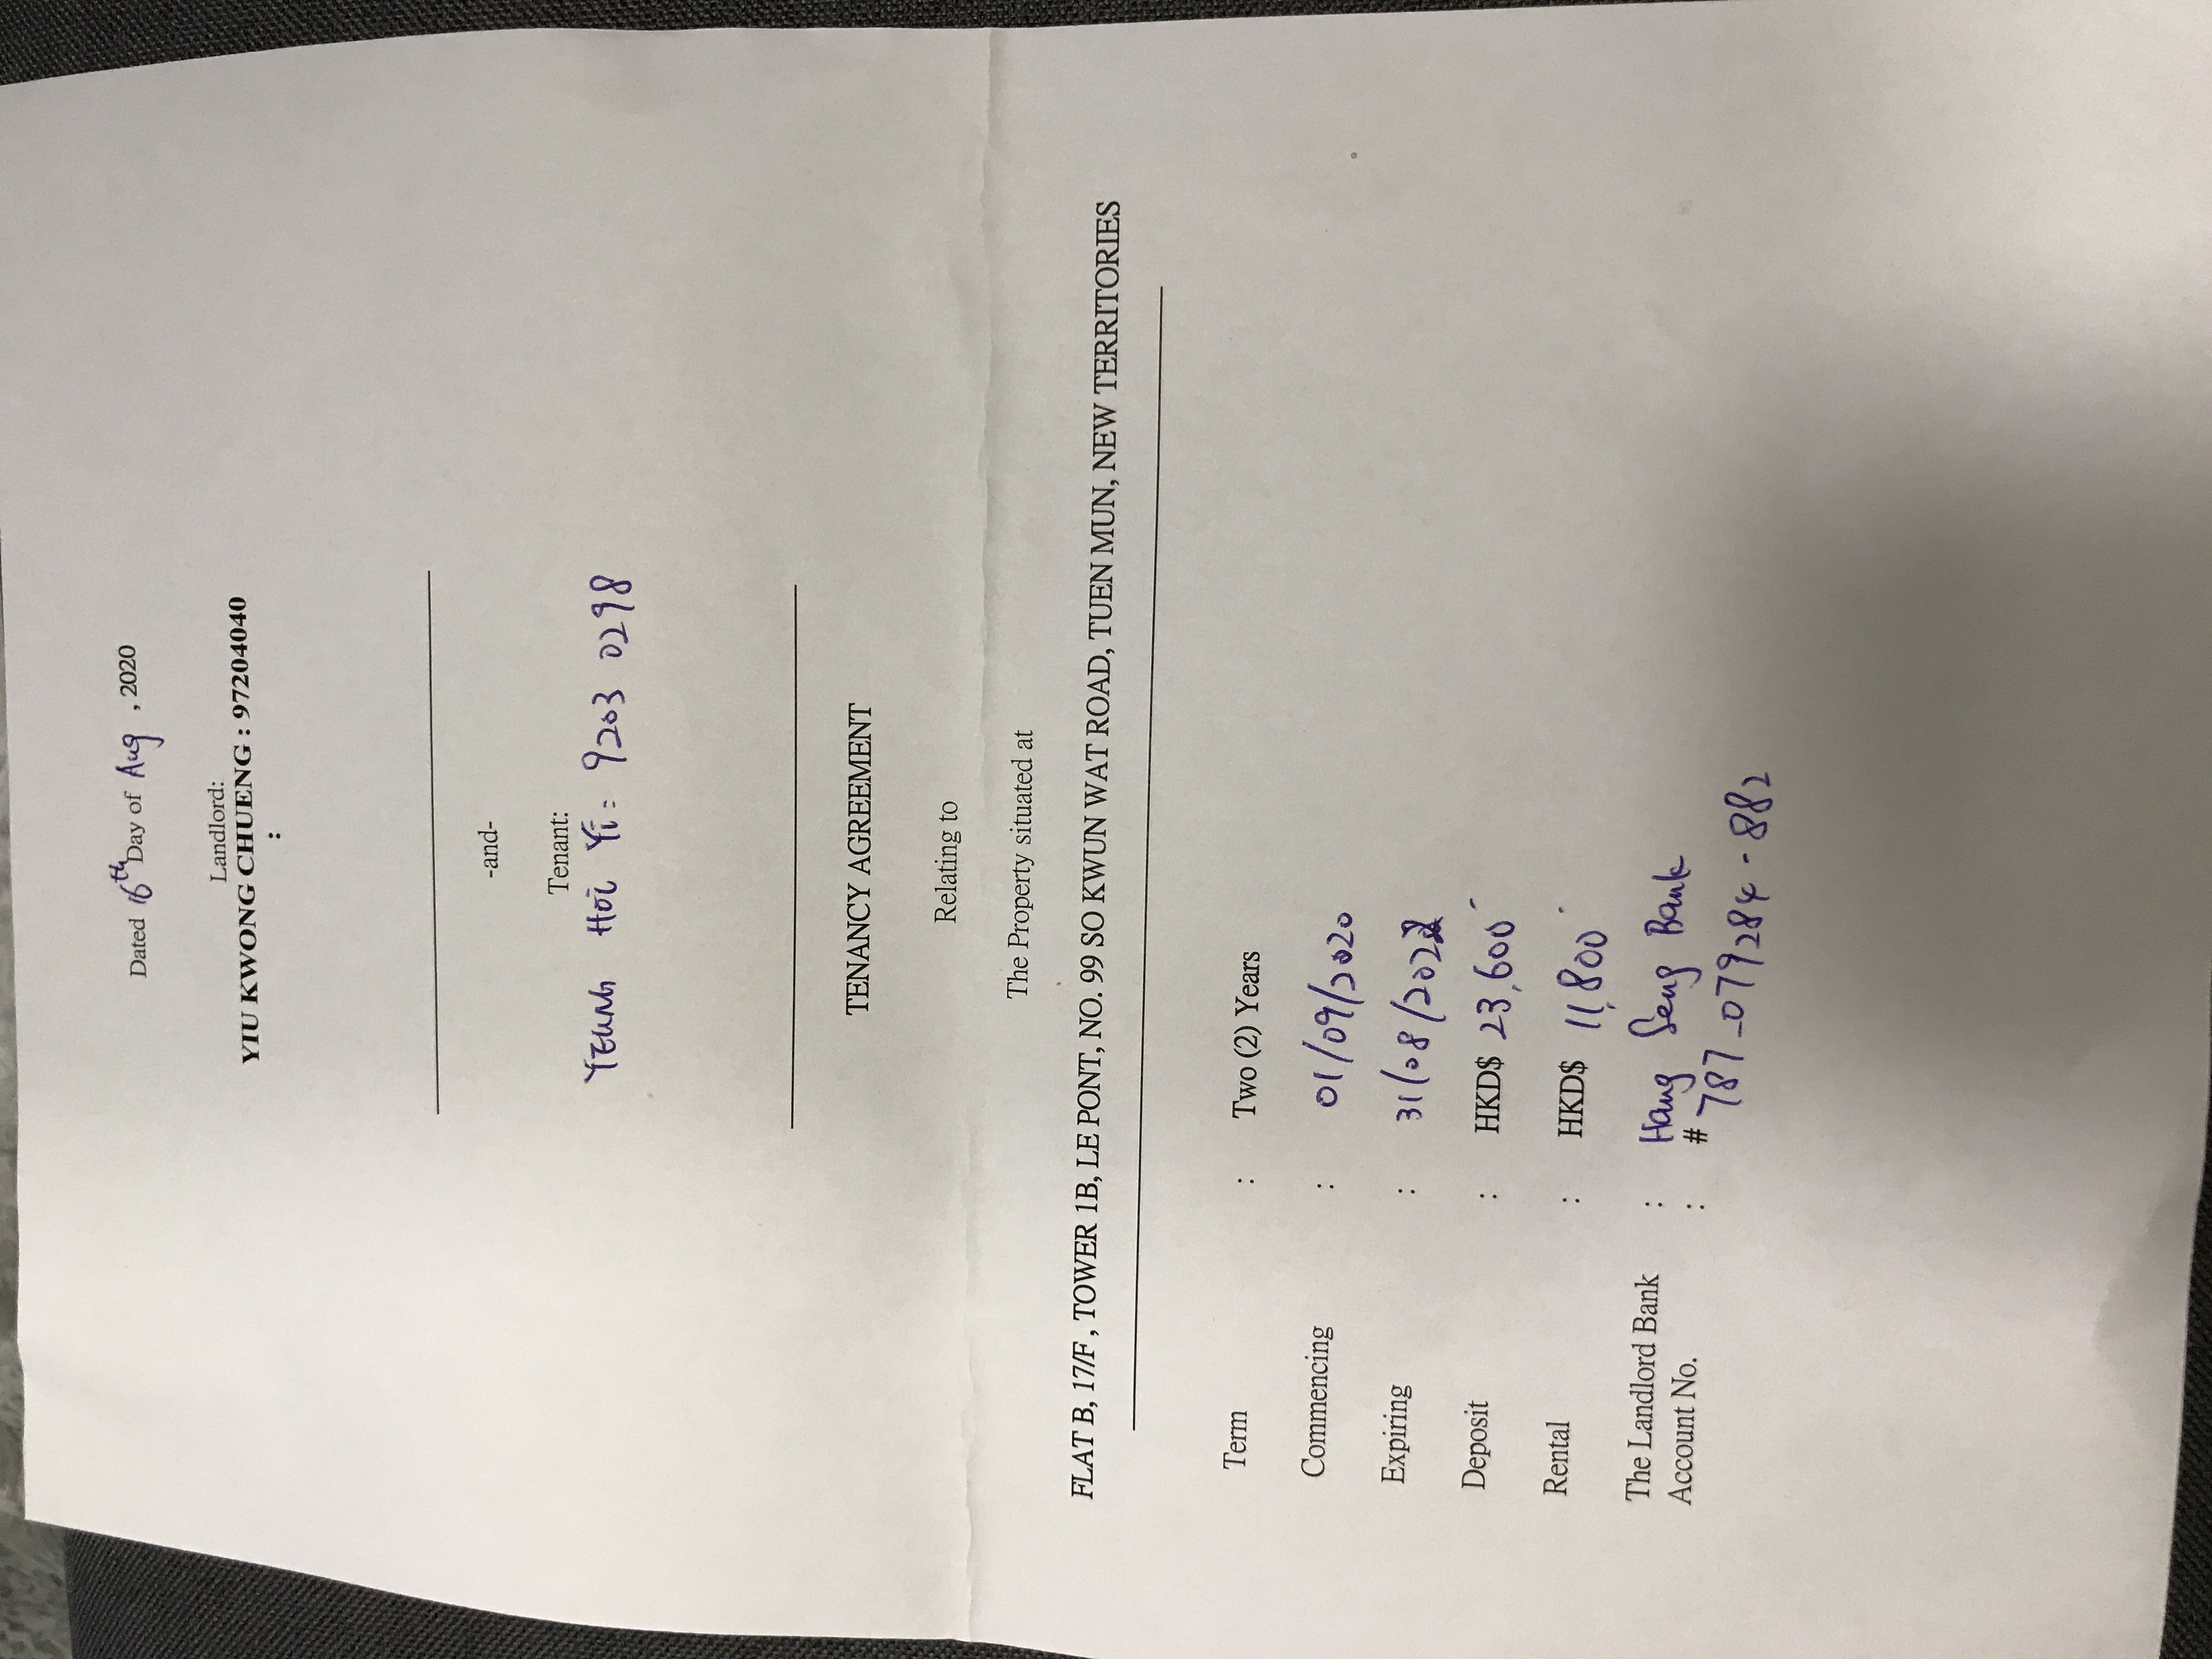 Dated 16th Day of Aug , 2020
Landlord:
YIU KWONG CHUENG : 97204040
:
-and-
Tenant:
YEUNG Hoi Yi : 9203 0298
TENANCY AGREEMENT
Relating to
The Property situated at
FLAT B, 17/F , TOWER 1B, LE PONT, NO. 99 SO KWUN WAT ROAD, TUEN MUN, NEW TERRITORIES
Term : Two (2) Years
Commencing : 01/09/2020
Expiring : 31/08/2022
Deposit : HKD$ 23,600
Rental : HKD$ 11,800
The Landlord Bank : Hang Seng Bank
Account No. : # 787-079284-882